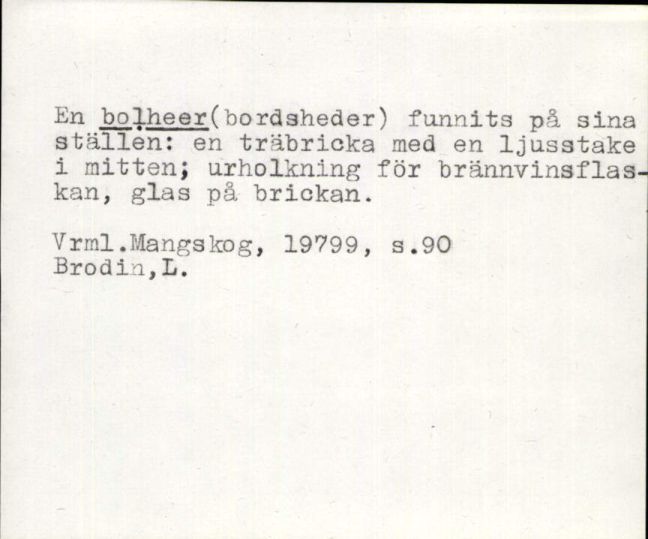 En bolheer(bordsheder) funnits på sina
ställen: en träbricka med en ljusstake
i mitten; urholkning för brännvinsflas-
kan, glas på brickan.
Vrml.Mangskog, 19799, s.90
Brodin,L.